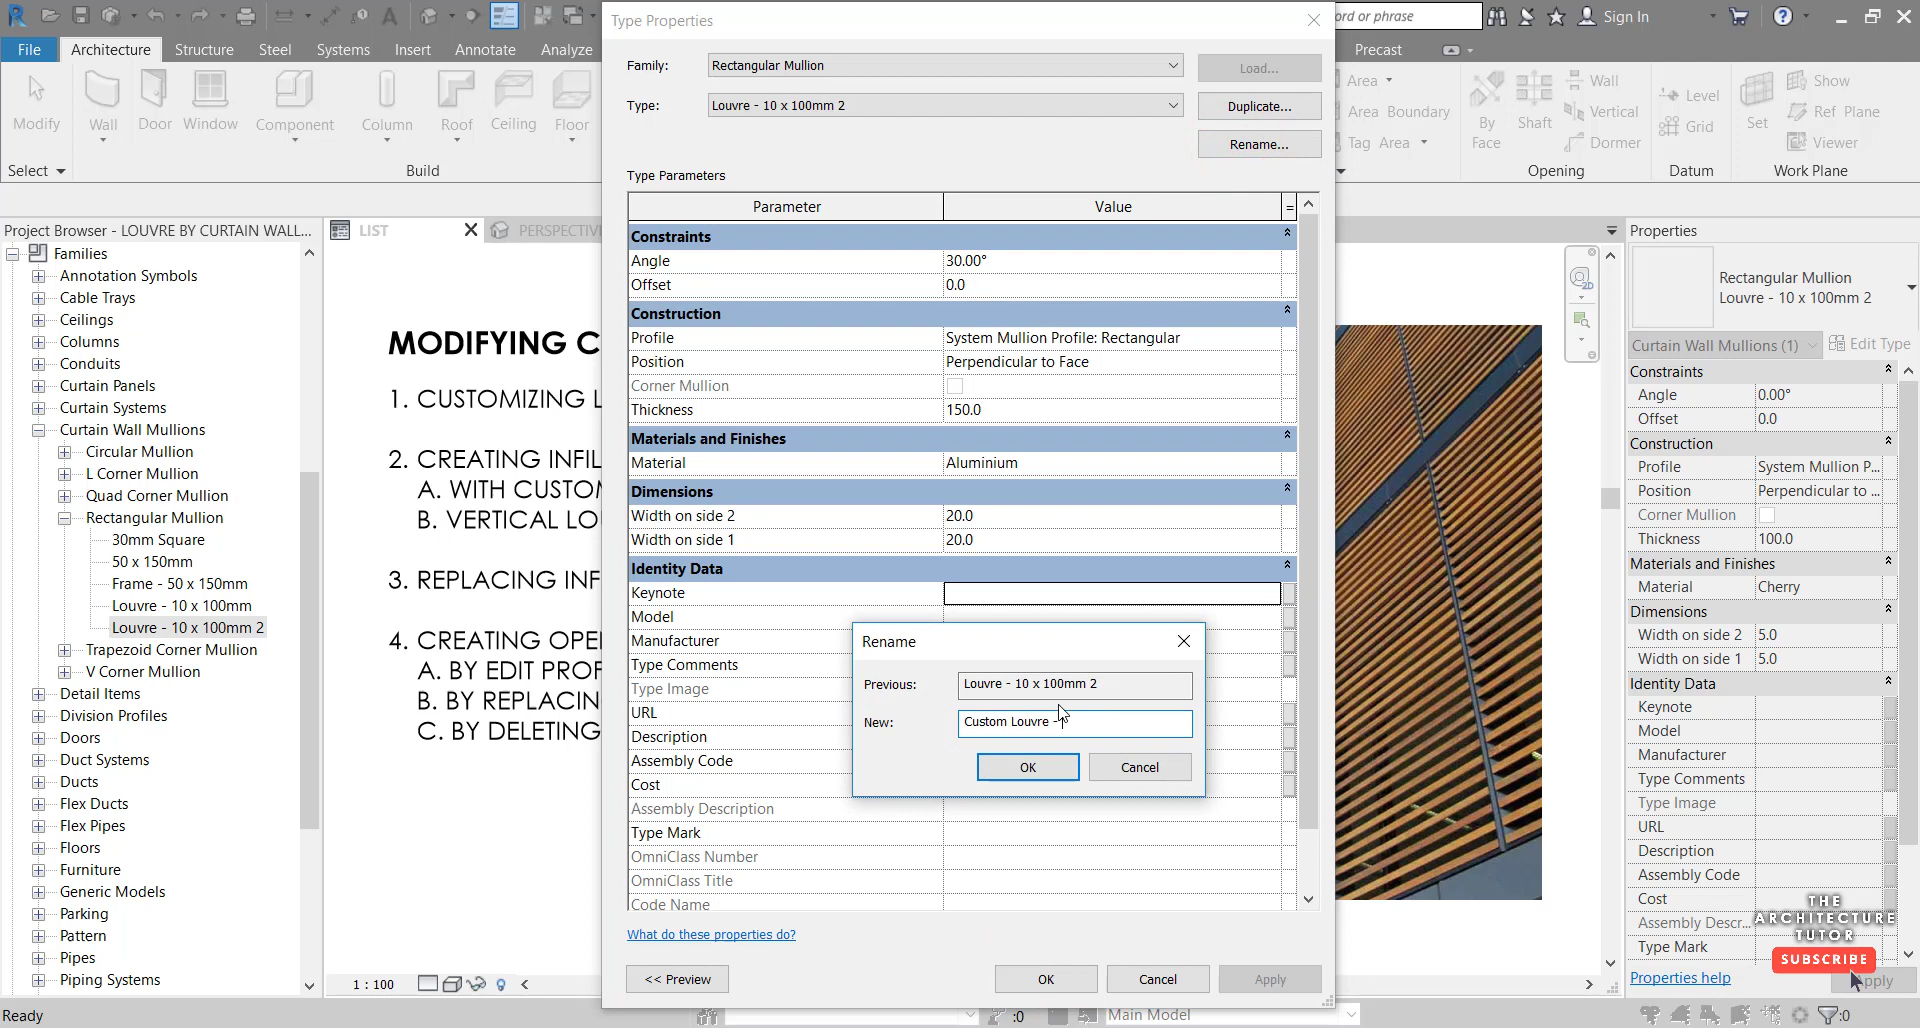 Type Properties
ord or phrase
Sign In
File
Architecture
Structure
Steel
Systems
Insert
Annotate
Analyze
Precast
Modify
Wall
Door
Window
Component
Column
Roof
Ceiling
Floor
Select
Build
Area
Area Boundary
Tag Area
By Face
Shaft
Wall
Vertical
Dormer
Opening
Level
Grid
Datum
Set
Show
Ref Plane
Viewer
Work Plane
Family:
Rectangular Mullion
Load...
Type:
Louvre - 10 x 100mm 2
Duplicate...
Rename...
Type Parameters
Parameter
Value
=
Constraints
Angle
30.00°
Offset
0.0
Construction
Profile
System Mullion Profile: Rectangular
Position
Perpendicular to Face
Corner Mullion
Thickness
150.0
Materials and Finishes
Material
Aluminium
Dimensions
Width on side 2
20.0
Width on side 1
20.0
Identity Data
Keynote
Model
Manufacturer
Type Comments
Type Image
URL
Description
Assembly Code
Cost
Assembly Description
Type Mark
OmniClass Number
OmniClass Title
Code Name
What do these properties do?
<< Preview
OK
Cancel
Apply
Rename
Previous:
Louvre - 10 x 100mm 2
New:
Custom Louvre -
OK
Cancel
Project Browser - LOUVRE BY CURTAIN WALL...
Families
Annotation Symbols
Cable Trays
Ceilings
Columns
Conduits
Curtain Panels
Curtain Systems
Curtain Wall Mullions
Circular Mullion
L Corner Mullion
Quad Corner Mullion
Rectangular Mullion
30mm Square
50 x 150mm
Frame - 50 x 150mm
Louvre - 10 x 100mm
Louvre - 10 x 100mm 2
Trapezoid Corner Mullion
V Corner Mullion
Detail Items
Division Profiles
Doors
Duct Systems
Ducts
Flex Ducts
Flex Pipes
Floors
Furniture
Generic Models
Parking
Pattern
Pipes
Piping Systems
LIST
PERSPECTIV
MODIFYING C
1. CUSTOMIZING L
2. CREATING INFIL
A. WITH CUSTOM
B. VERTICAL LO
3. REPLACING INF
4. CREATING OPE
A. BY EDIT PROF
B. BY REPLACIN
C. BY DELETING
1 : 100
Properties
Rectangular Mullion
Louvre - 10 x 100mm 2
Curtain Wall Mullions (1)
Edit Type
Constraints
Angle
0.00°
Offset
0.0
Construction
Profile
System Mullion P...
Position
Perpendicular to ...
Corner Mullion
Thickness
100.0
Materials and Finishes
Material
Cherry
Dimensions
Width on side 2
5.0
Width on side 1
5.0
Identity Data
Keynote
Model
Manufacturer
Type Comments
Type Image
URL
Description
Assembly Code
Cost
Assembly Descr...
Type Mark
Properties help
Apply
THE
ARCHITECTURE
TUTOR
SUBSCRIBE
Ready
:0
Main Model
:0